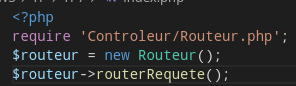 <?php
require 'Controleur/Routeur.php';
$routeur = new Routeur();
$routeur->routerRequete();